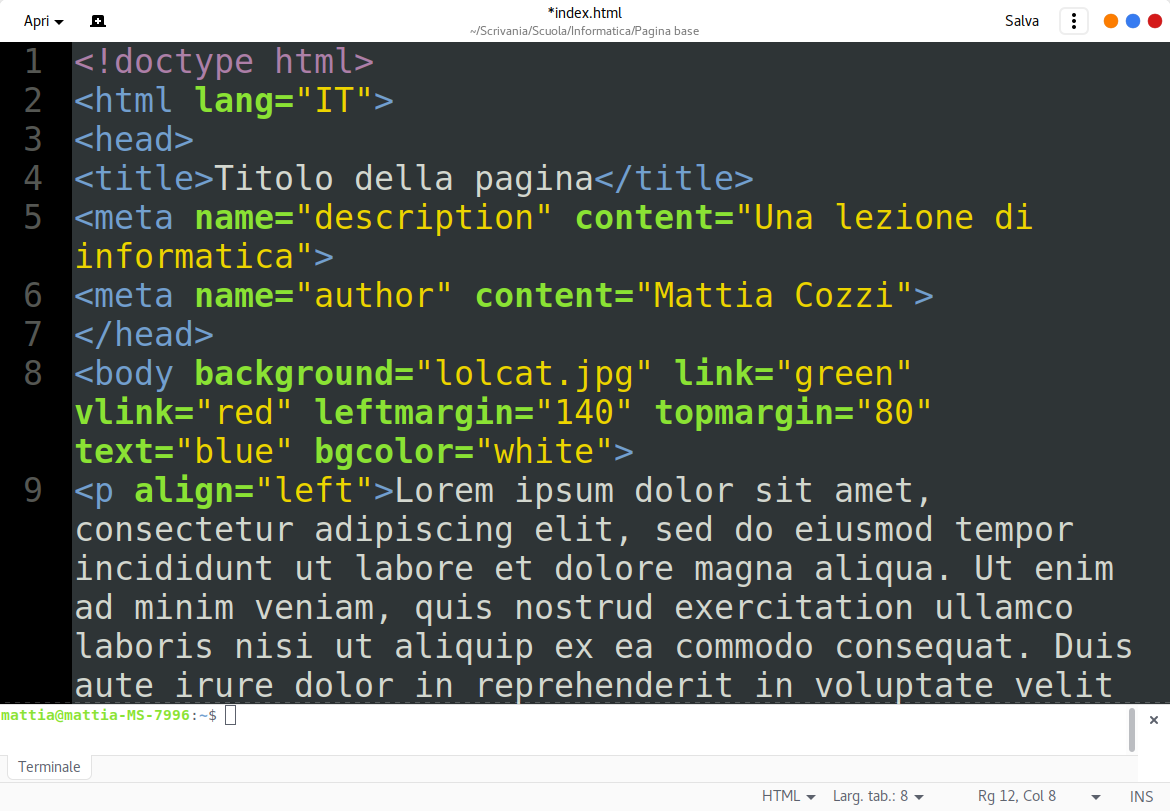 Apri
*index.html
~/Scrivania/Scuola/Informatica/Pagina base
Salva
1 <!doctype html>
2 <html lang="IT">
3 <head>
4 <title>Titolo della pagina</title>
5 <meta name="description" content="Una lezione di
informatica">
6 <meta name="author" content="Mattia Cozzi">
7 </head>
8 <body background="lolcat.jpg" link="green"
vlink="red" leftmargin="140" topmargin="80"
text="blue" bgcolor="white">
9 <p align="left">Lorem ipsum dolor sit amet,
consectetur adipiscing elit, sed do eiusmod tempor
incididunt ut labore et dolore magna aliqua. Ut enim
ad minim veniam, quis nostrud exercitation ullamco
laboris nisi ut aliquip ex ea commodo consequat. Duis
aute irure dolor in reprehenderit in voluptate velit
mattia@mattia-MS-7996:~$
Terminale
HTML Larg. tab.: 8 Rg 12, Col 8 INS